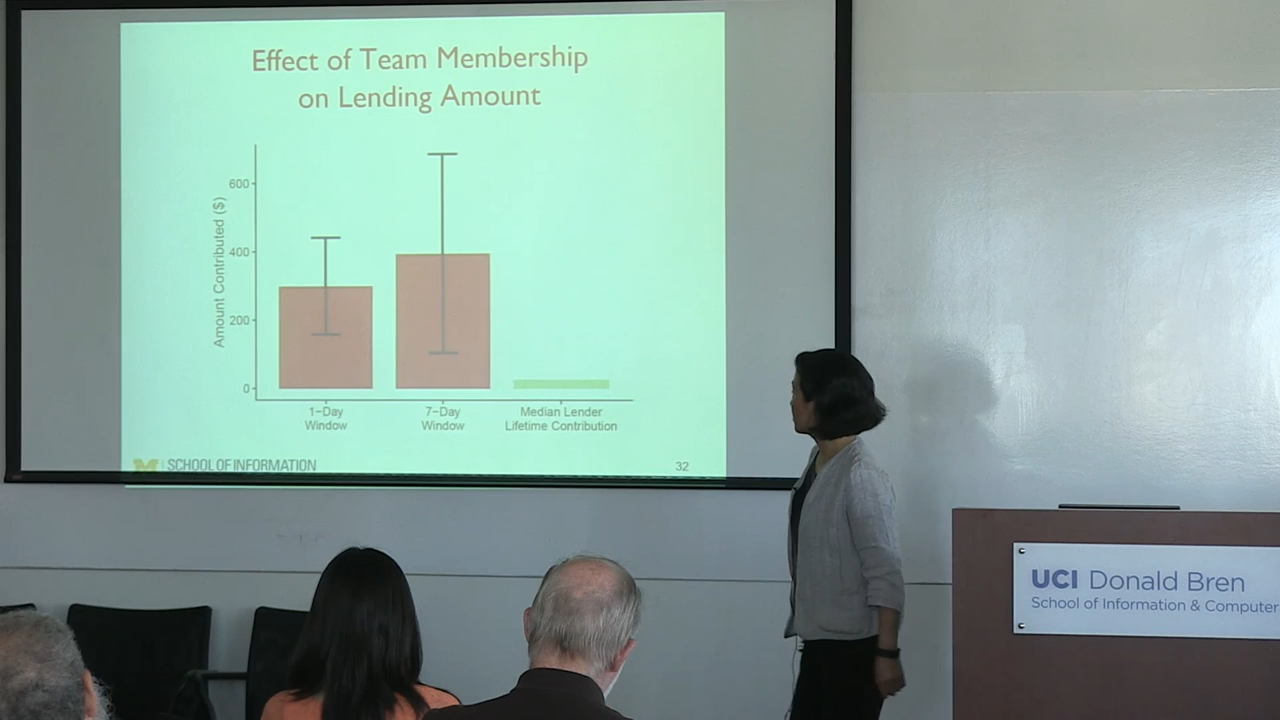 Effect of Team Membership
on Lending Amount
Amount Contributed ($)
600
400
200
0
1-Day
Window
7-Day
Window
Median Lender
Lifetime Contribution
M SCHOOL OF INFORMATION
32
UCI Donald Bren
School of Information & Computer